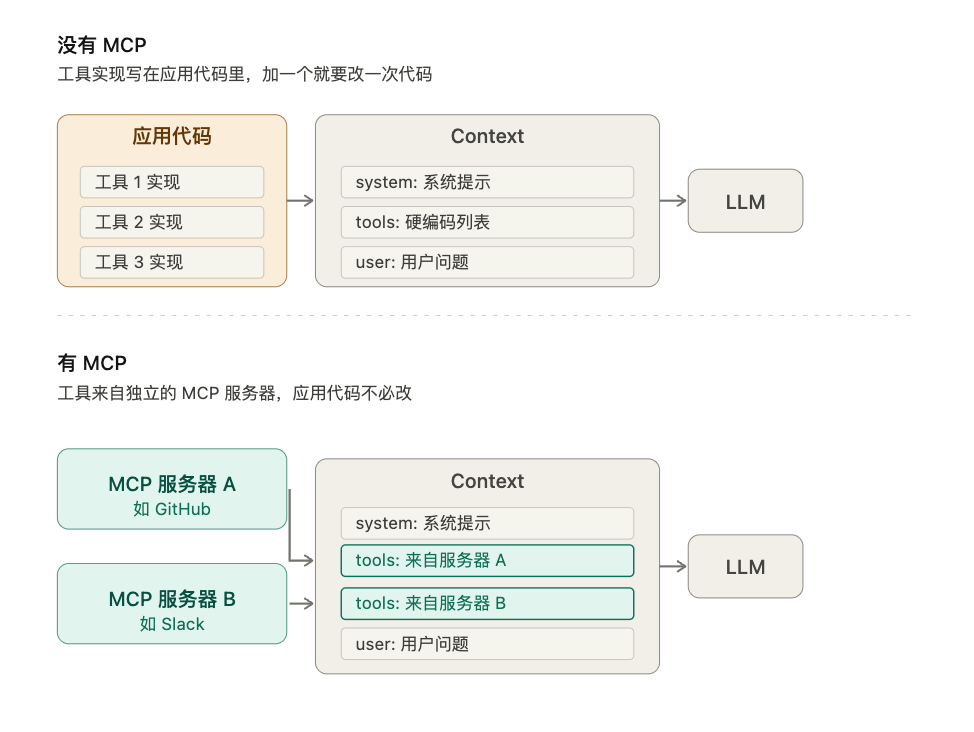 没有 MCP
工具实现写在应用代码里，加一个就要改一次代码
应用代码
工具 1 实现
工具 2 实现
工具 3 实现
Context
system: 系统提示
tools: 硬编码列表
user: 用户问题
LLM
有 MCP
工具来自独立的 MCP 服务器，应用代码不必改
MCP 服务器 A
如 GitHub
MCP 服务器 B
如 Slack
Context
system: 系统提示
tools: 来自服务器 A
tools: 来自服务器 B
user: 用户问题
LLM